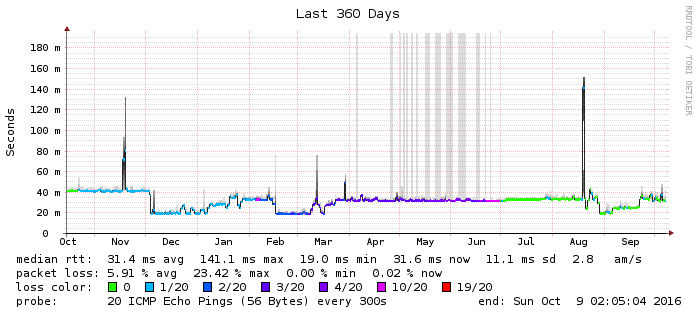 Last 360 Days
RRDTOOL / TOBI OETIKER
Seconds
180 m
160 m
140 m
120 m
100 m
80 m
60 m
40 m
20 m
0
Oct Nov Dec Jan Feb Mar Apr May Jun Jul Aug Sep
median rtt: 31.4 ms avg 141.1 ms max 19.0 ms min 31.6 ms now 11.1 ms sd 2.8 am/s
packet loss: 5.91 % avg 23.42 % max 0.00 % min 0.02 % now
loss color: 0 1/20 2/20 3/20 4/20 10/20 19/20
probe: 20 ICMP Echo Pings (56 Bytes) every 300s end: Sun Oct 9 02:05:04 2016